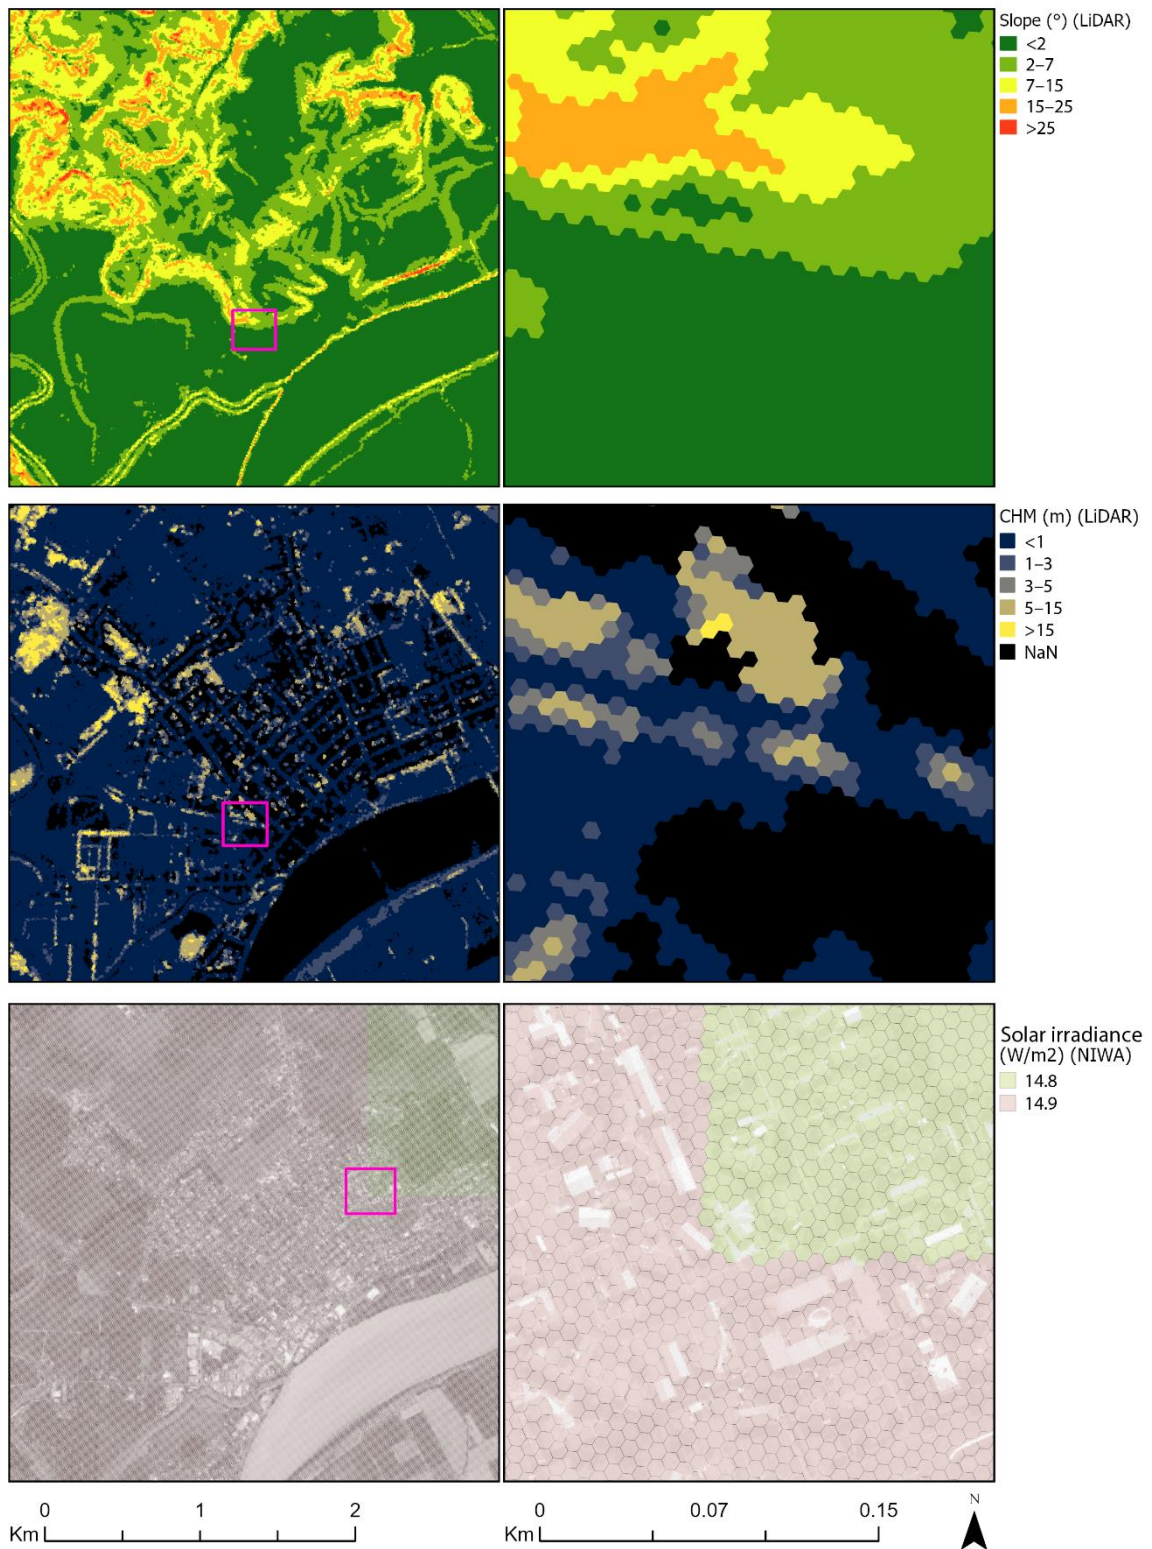 Slope (°) (LiDAR)
<2
2–7
7–15
15–25
>25
CHM (m) (LiDAR)
<1
1–3
3–5
5–15
>15
NaN
Solar irradiance
(W/m2) (NIWA)
14.8
14.9
0 1 2
Km
0 0.07 0.15
Km
N